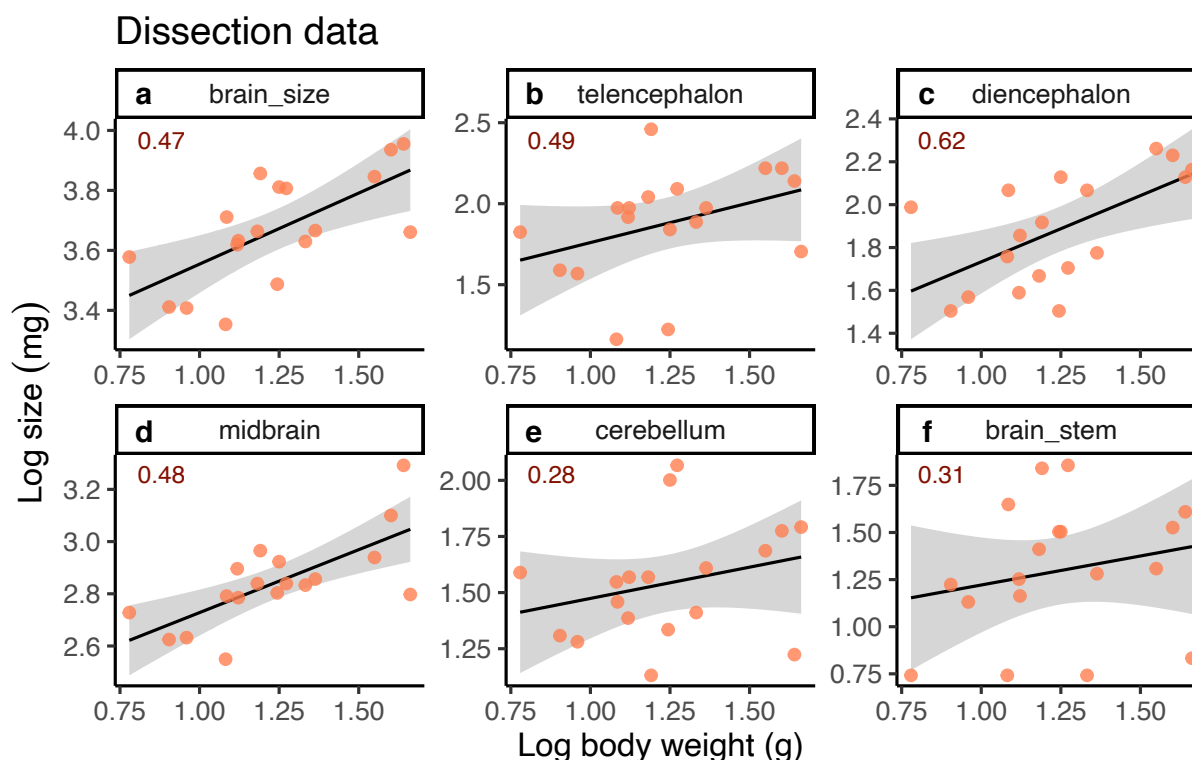 Dissection data
a brain_size
b telencephalon
c diencephalon
0.47
0.49
0.62
4.0
3.8
3.6
3.4
2.5
2.0
1.5
2.4
2.2
2.0
1.8
1.6
1.4
0.75 1.00 1.25 1.50
0.75 1.00 1.25 1.50
0.75 1.00 1.25 1.50
Log size (mg)
d midbrain
e cerebellum
f brain_stem
0.48
0.28
0.31
3.2
3.0
2.8
2.6
2.00
1.75
1.50
1.25
1.75
1.50
1.25
1.00
0.75
0.75 1.00 1.25 1.50
0.75 1.00 1.25 1.50
0.75 1.00 1.25 1.50
Log body weight (g)